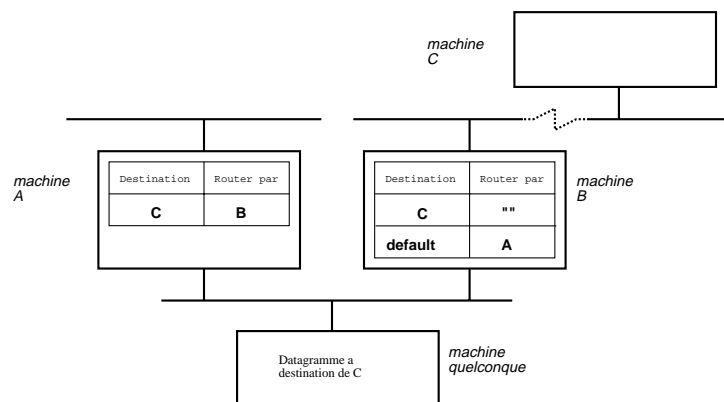 machine
C
machine
A
Destination Router par
C B
Destination Router par
C ""
default A
machine
B
Datagramme a
destination de C
machine
quelconque